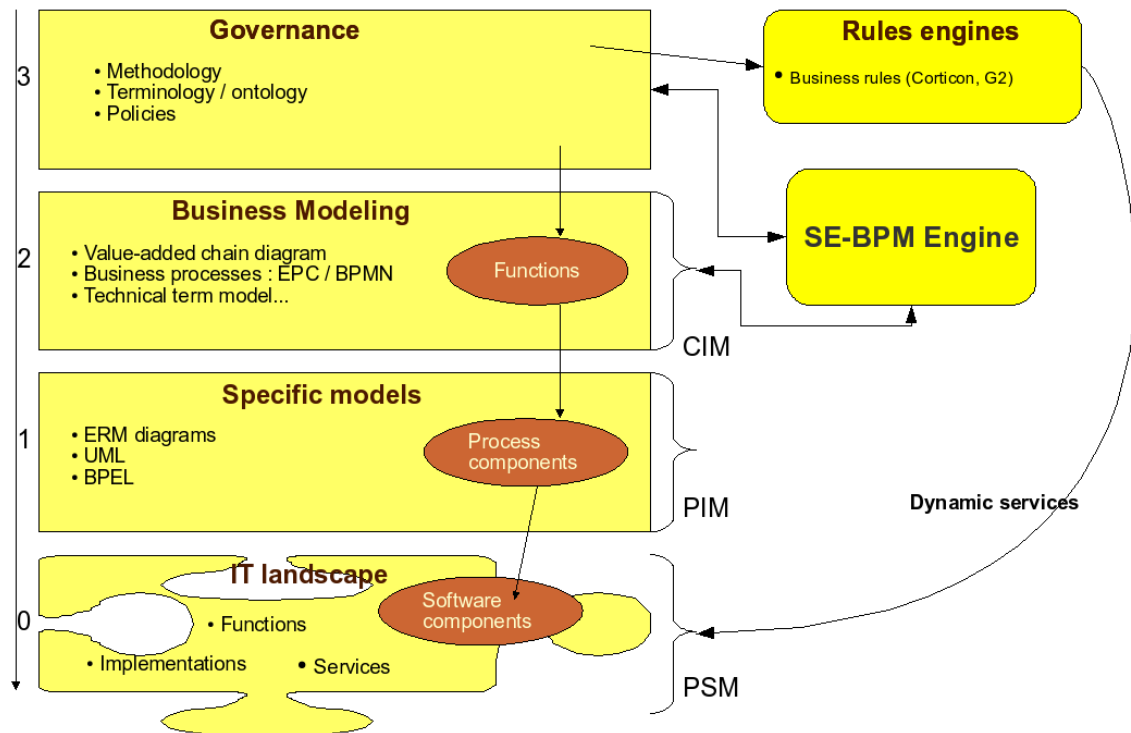 3
Governance
• Methodology
• Terminology / ontology
• Policies
Rules engines
• Business rules (Corticon, G2)
2
Business Modeling
• Value-added chain diagram
• Business processes : EPC / BPMN
• Technical term model...
Functions
CIM
SE-BPM Engine
1
Specific models
• ERM diagrams
• UML
• BPEL
Process
components
PIM
Dynamic services
0
IT landscape
• Functions
• Implementations
• Services
Software
components
PSM